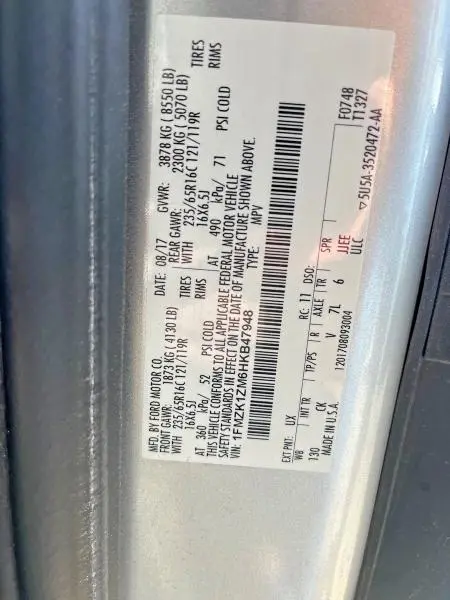 MFD. BY FORD MOTOR CO.
DATE: 08/17 GVWR: 3878 KG ( 8550 LB)
FRONT GAWR: 1873 KG ( 4130 LB) REAR GAWR: 2300 KG ( 5070 LB)
WITH 235/65R16C 121/119R TIRES WITH 235/65R16C 121/119R TIRES
16X6.5J RIMS 16X6.5J RIMS
AT 360 kPa/ 52 PSI COLD AT 490 kPa/ 71 PSI COLD
THIS VEHICLE CONFORMS TO ALL APPLICABLE FEDERAL MOTOR VEHICLE
SAFETY STANDARDS IN EFFECT ON THE DATE OF MANUFACTURE SHOWN ABOVE.
VIN: 1FMZK1ZM6HKB47948 TYPE: MPV
F0748
T1327
EXT PNT: UX RC: 11 DSO:
WB INT TR TP/PS R AXLE TR SPR
130 CK V 7L 6 JJEE
MADE IN U.S.A. 1201708093004 ULC
▽ 5U5A-3520472-AA